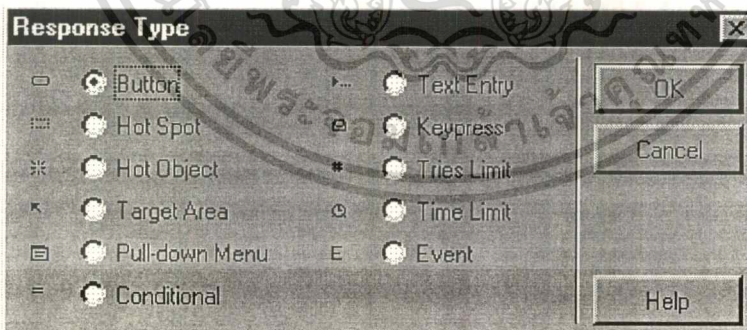 Response Type
Button
Hot Spot
Hot Object
Target Area
Pull-down Menu
Conditional
Text Entry
Keypress
Tries Limit
Time Limit
E Event
OK
Cancel
Help